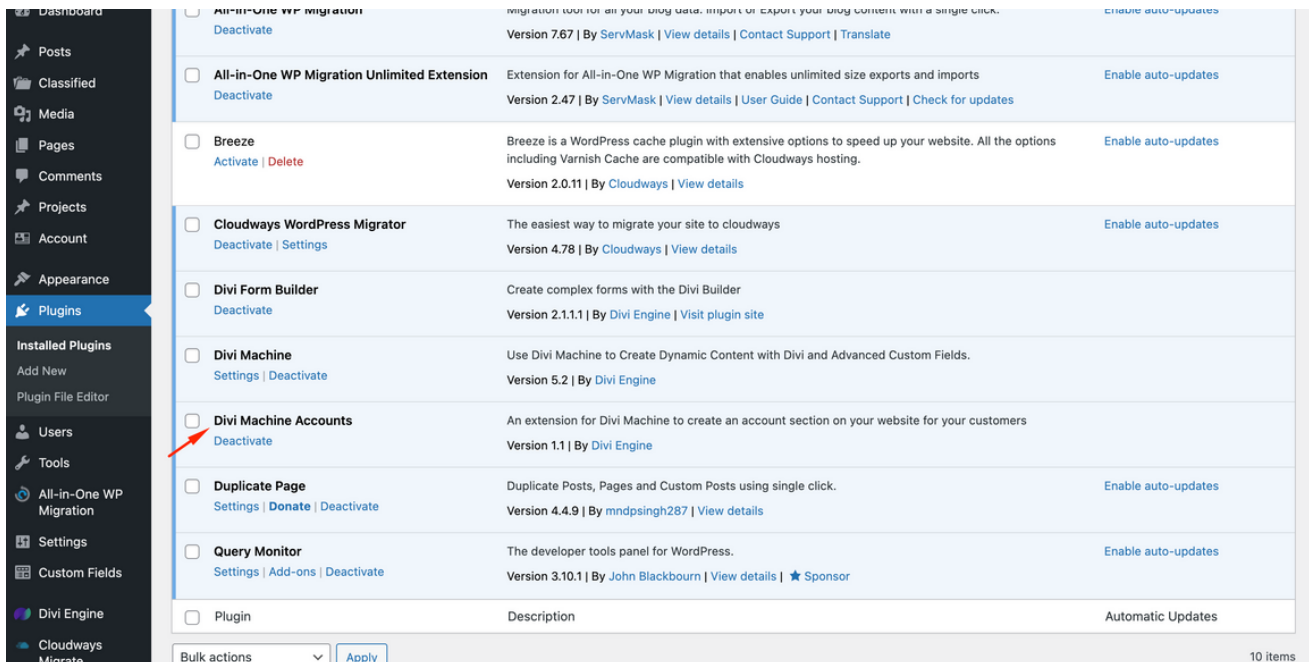 Dashboard
Posts
Classified
Media
Pages
Comments
Projects
Account
Appearance
Plugins
Installed Plugins
Add New
Plugin File Editor
Users
Tools
All-in-One WP
Migration
Settings
Custom Fields
Divi Engine
Cloudways
Migrate
All-in-One WP Migration
Deactivate
Migration tool for all your blog data. Import or Export your blog content with a single click.
Version 7.67 | By ServMask | View details | Contact Support | Translate
Enable auto-updates
All-in-One WP Migration Unlimited Extension
Deactivate
Extension for All-in-One WP Migration that enables unlimited size exports and imports
Version 2.47 | By ServMask | View details | User Guide | Contact Support | Check for updates
Enable auto-updates
Breeze
Activate | Delete
Breeze is a WordPress cache plugin with extensive options to speed up your website. All the options
including Varnish Cache are compatible with Cloudways hosting.
Version 2.0.11 | By Cloudways | View details
Enable auto-updates
Cloudways WordPress Migrator
Deactivate | Settings
The easiest way to migrate your site to cloudways
Version 4.78 | By Cloudways | View details
Enable auto-updates
Divi Form Builder
Deactivate
Create complex forms with the Divi Builder
Version 2.1.1.1 | By Divi Engine | Visit plugin site
Divi Machine
Settings | Deactivate
Use Divi Machine to Create Dynamic Content with Divi and Advanced Custom Fields.
Version 5.2 | By Divi Engine
Divi Machine Accounts
Deactivate
An extension for Divi Machine to create an account section on your website for your customers
Version 1.1 | By Divi Engine
Duplicate Page
Settings | Donate | Deactivate
Duplicate Posts, Pages and Custom Posts using single click.
Version 4.4.9 | By mndpsingh287 | View details
Enable auto-updates
Query Monitor
Settings | Add-ons | Deactivate
The developer tools panel for WordPress.
Version 3.10.1 | By John Blackbourn | View details | ★ Sponsor
Enable auto-updates
Plugin
Description
Automatic Updates
Bulk actions
Apply
10 items